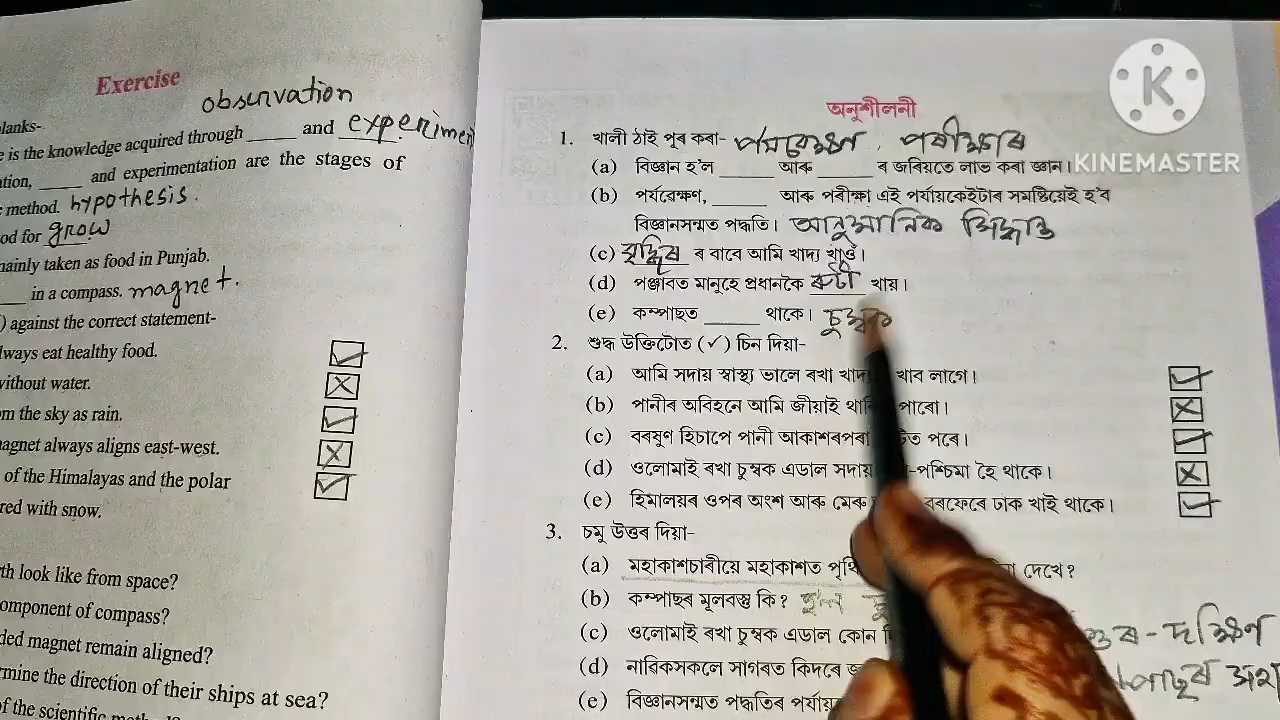 Exercise
observation
lanks-
e is the knowledge acquired through ____ and experimen
tion, ____ and experimentation are the stages of
method. hypothesis.
od for grow
nainly taken as food in Punjab.
____ in a compass. magnet.
) against the correct statement-
lways eat healthy food.
vithout water.
m the sky as rain.
agnet always aligns east-west.
of the Himalayas and the polar
red with snow.
th look like from space?
omponent of compass?
ded magnet remain aligned?
rmine the direction of their ships at sea?
of the scientific
অনুশীলনী
1. খালী ঠাই পূৰ কৰা- পৰ্যবেক্ষণ, পৰীক্ষাৰ
(a) বিজ্ঞান হ'ল ____ আৰু ____ ৰ জৰিয়তে লাভ কৰা জ্ঞান।
(b) পৰ্যৱেক্ষণ, ____ আৰু পৰীক্ষা এই পৰ্যায়কেইটাৰ সমষ্টিয়েই হ'ব
বিজ্ঞানসন্মত পদ্ধতি। আনুমানিক সিদ্ধান্ত
(c) বৃদ্ধিৰ ৰ বাবে আমি খাদ্য খাওঁ।
(d) পঞ্জাবত মানুহে প্ৰধানকৈ ৰুটী খায়।
(e) কম্পাছত ____ থাকে। চুম্বক
2. শুদ্ধ উক্তিটোত (✓) চিন দিয়া-
(a) আমি সদায় স্বাস্থ্য ভালে ৰখা খাদ্য খাব লাগে।
(b) পানীৰ অবিহনে আমি জীয়াই পাৰো।
(c) বৰষুণ হিচাপে পানী আকাশৰপৰা পৰে।
(d) ওলোমাই ৰখা চুম্বক এডাল সদায় -পশ্চিমা হৈ থাকে।
(e) হিমালয়ৰ ওপৰ অংশ আৰু মেৰু বৰফেৰে ঢাক খাই থাকে।
3. চমু উত্তৰ দিয়া-
(a) মহাকাশচাৰীয়ে মহাকাশত দেখে?
(b) কম্পাছৰ মূলবস্তু কি?
(c) ওলোমাই ৰখা চুম্বক এডাল কোন উত্তৰ-দক্ষিণ
(d) নাৱিকসকলে সাগৰত কিদৰে
(e) বিজ্ঞানসন্মত পদ্ধতিৰ
KINEMASTER